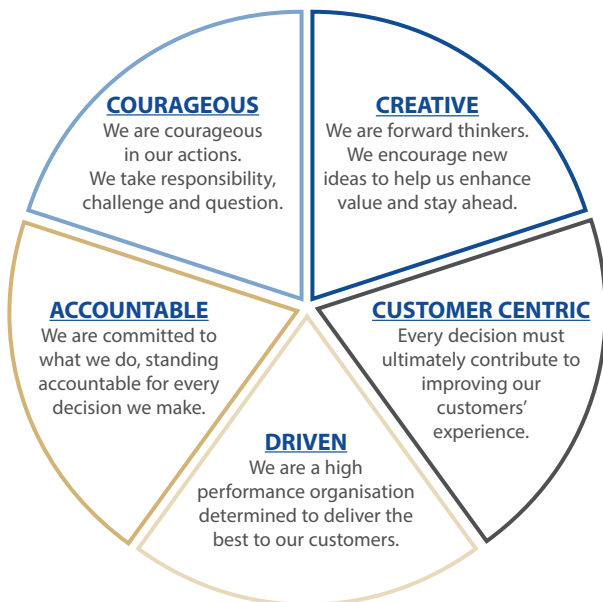 COURAGEOUS
We are courageous
in our actions.
We take responsibility,
challenge and question.
CREATIVE
We are forward thinkers.
We encourage new
ideas to help us enhance
value and stay ahead.
ACCOUNTABLE
We are committed to
what we do, standing
accountable for every
decision we make.
CUSTOMER CENTRIC
Every decision must
ultimately contribute to
improving our
customers’
experience.
DRIVEN
We are a high
performance organisation
determined to deliver the
best to our customers.